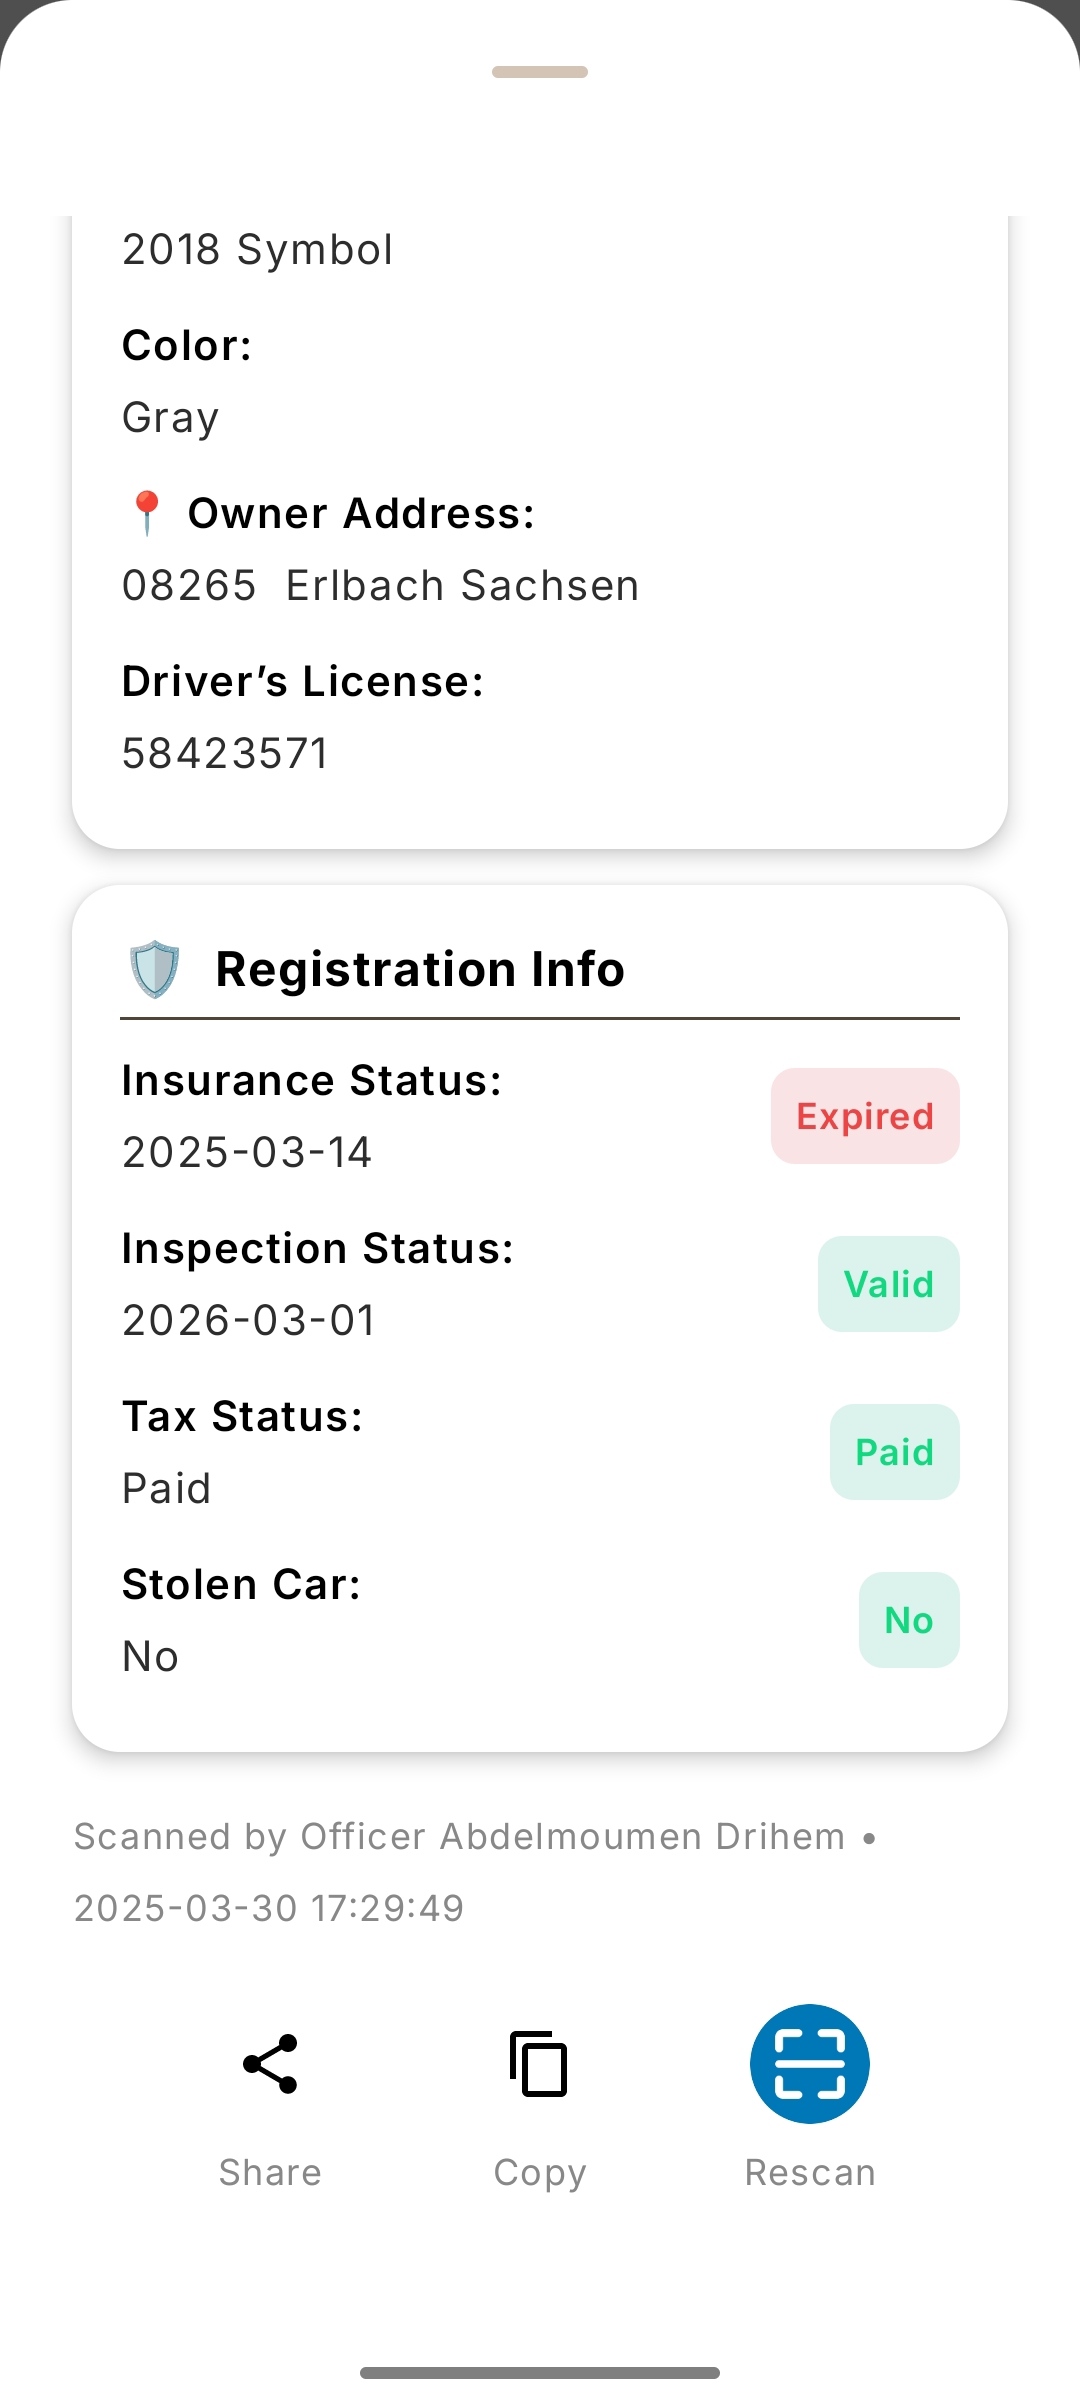 2018 Symbol
Color:
Gray
📍 Owner Address:
08265  Erlbach Sachsen
Driver’s License:
58423571
🛡️ Registration Info
Insurance Status:
Expired
2025-03-14
Inspection Status:
Valid
2026-03-01
Tax Status:
Paid
Paid
Stolen Car:
No
No
Scanned by Officer Abdelmoumen Drihem •
2025-03-30 17:29:49
Share
Copy
Rescan